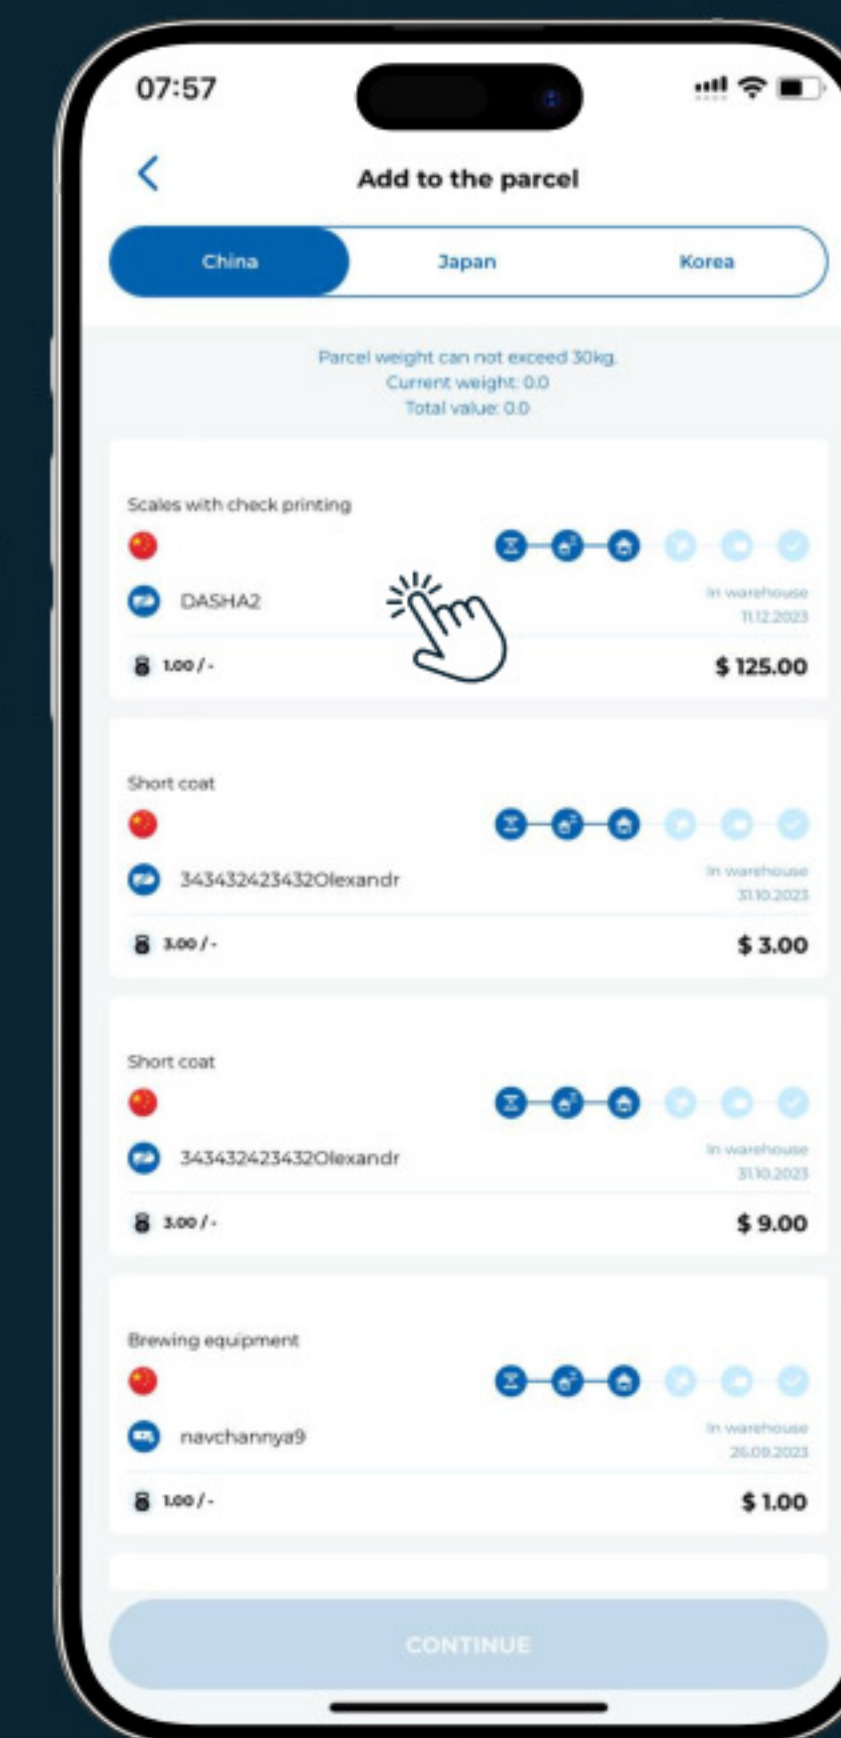 07:57
Add to the parcel
China
Japan
Korea
Parcel weight can not exceed 30kg.
Current weight: 0.0
Total value: 0.0
Scales with check printing
DASHA2
In warehouse
11.12.2023
1.00 / -
$ 125.00
Short coat
343432423432Olexandr
In warehouse
31.10.2023
3.00 / -
$ 3.00
Short coat
343432423432Olexandr
In warehouse
31.10.2023
3.00 / -
$ 9.00
Brewing equipment
navchannya9
In warehouse
26.09.2023
1.00 / -
$ 1.00
CONTINUE